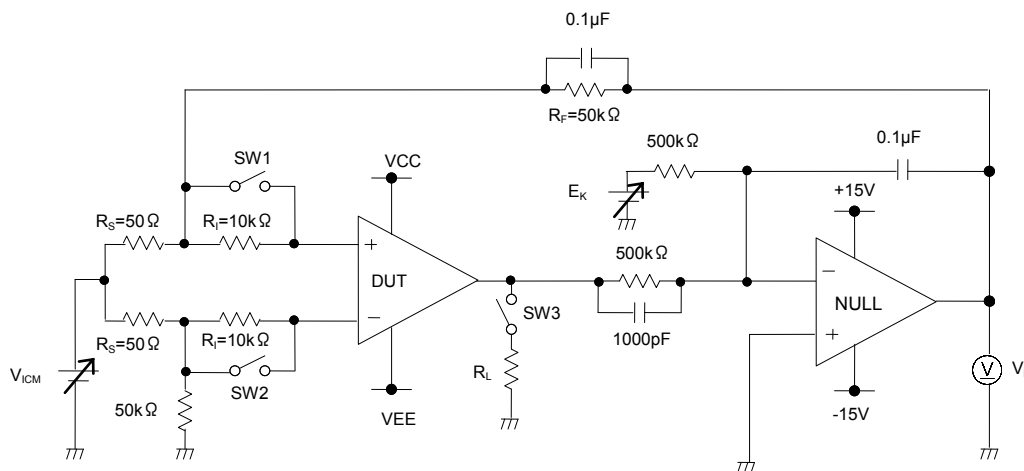 0.1µF
R_F=50kΩ
500kΩ
0.1µF
SW1
VCC
E_K
+15V
R_S=50Ω
R_I=10kΩ
500kΩ
+
DUT
−
−
NULL
+
SW3
R_S=50Ω
R_I=10kΩ
1000pF
V_ICM
SW2
R_L
V
V
50kΩ
VEE
-15V